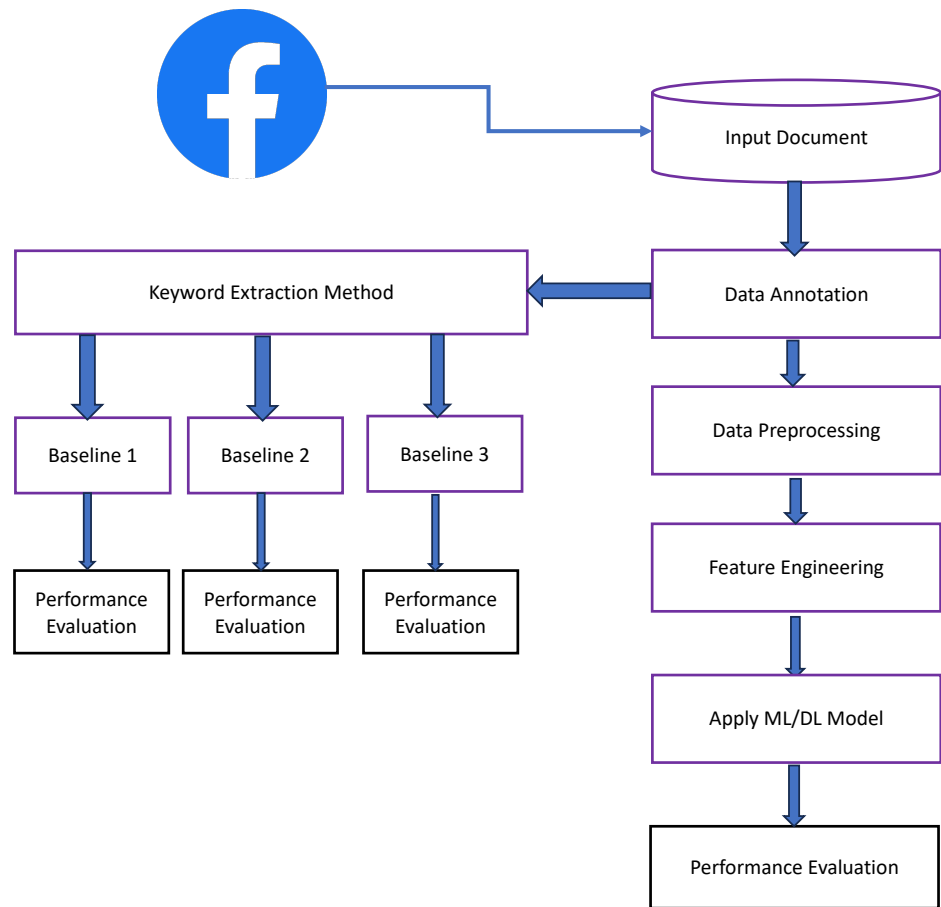 Input Document
Keyword Extraction Method
Data Annotation
Data Preprocessing
Baseline 1
Baseline 2
Baseline 3
Feature Engineering
Performance
Evaluation
Performance
Evaluation
Performance
Evaluation
Apply ML/DL Model
Performance Evaluation